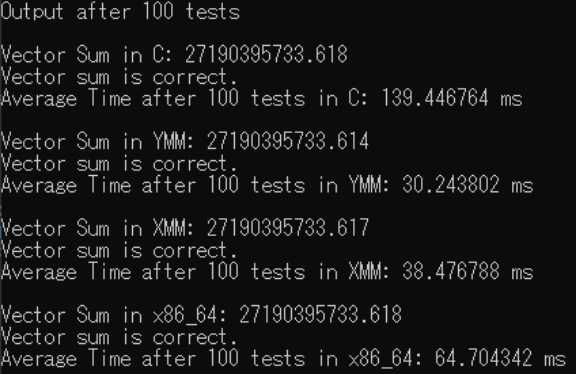 Output after 100 tests
Vector Sum in C: 27190395733.618
Vector sum is correct.
Average Time after 100 tests in C: 139.446764 ms
Vector Sum in YMM: 27190395733.614
Vector sum is correct.
Average Time after 100 tests in YMM: 30.243802 ms
Vector Sum in XMM: 27190395733.617
Vector sum is correct.
Average Time after 100 tests in XMM: 38.476788 ms
Vector Sum in x86_64: 27190395733.618
Vector sum is correct.
Average Time after 100 tests in x86_64: 64.704342 ms